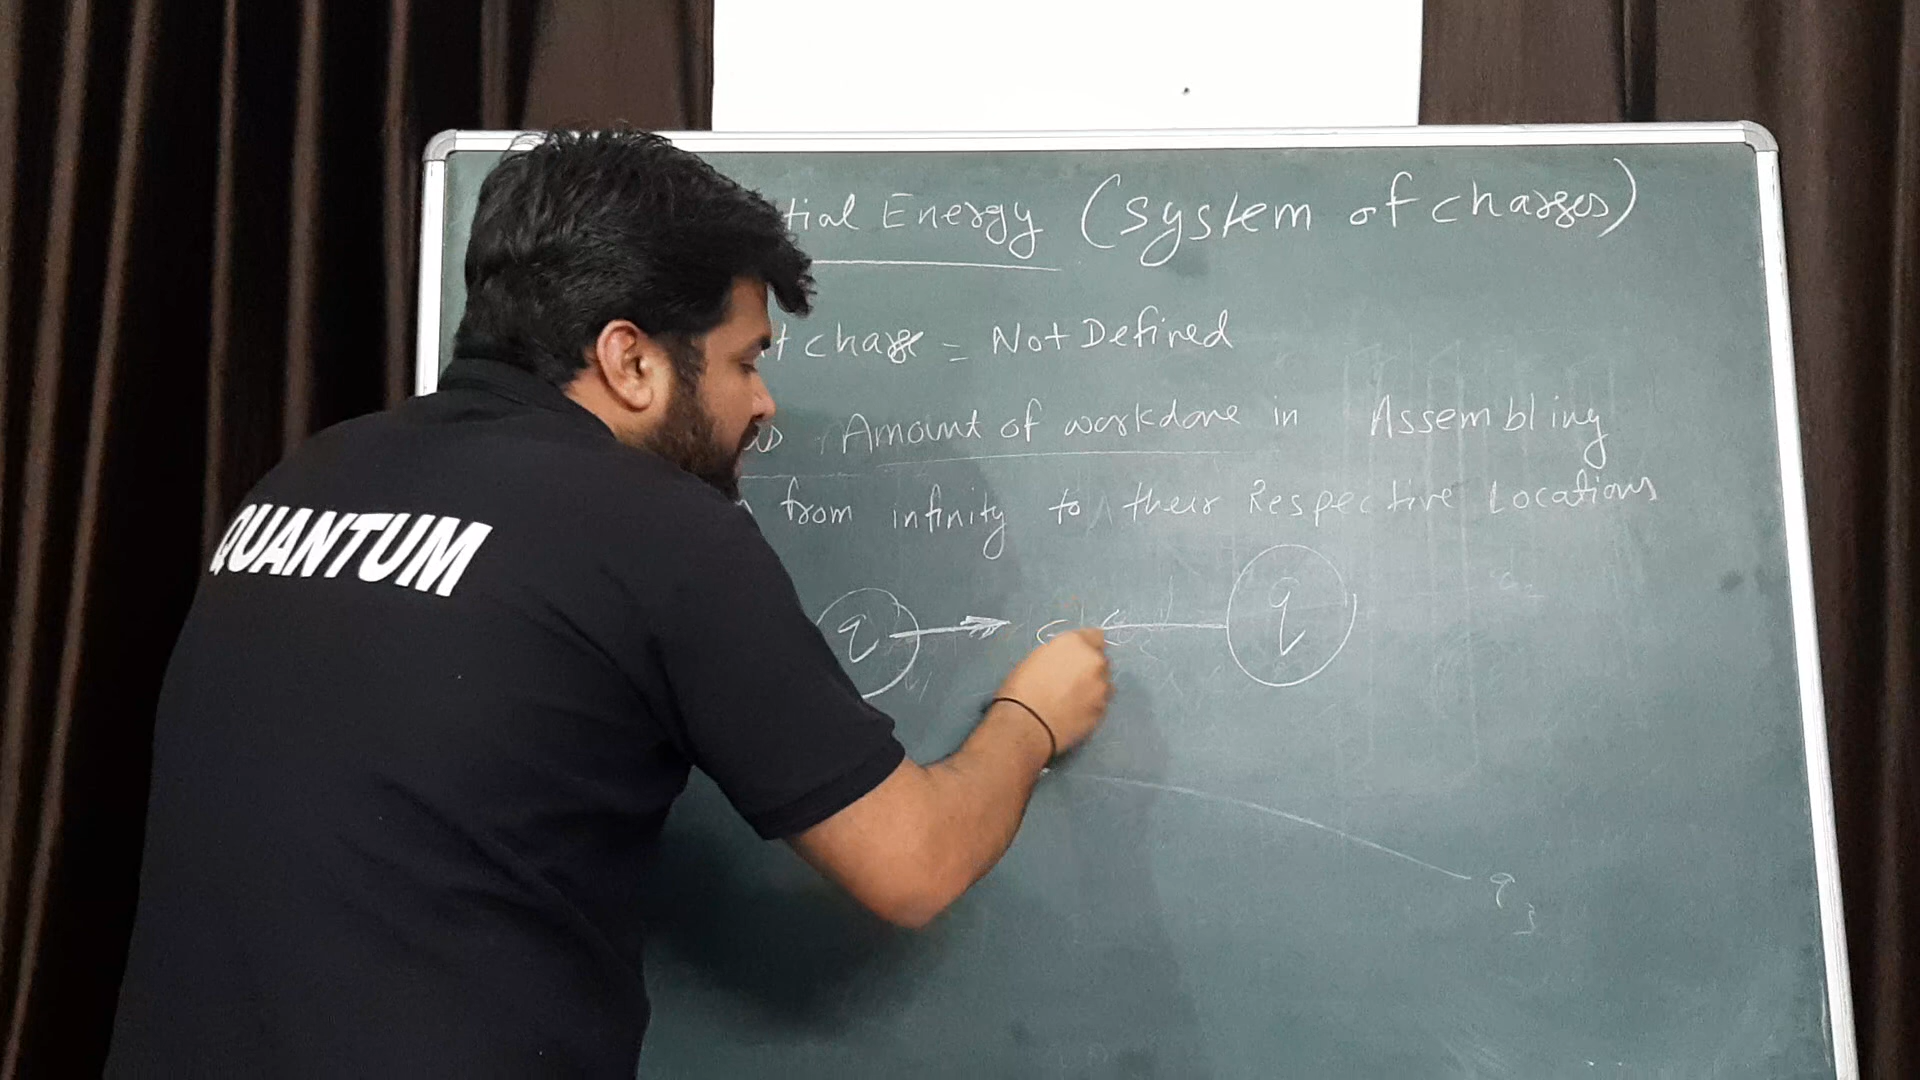 tial Energy (system of charges)
t charge = Not Defined
Amount of workdone in Assembling
from infinity to their Respective Locations
QUANTUM
q q
q3